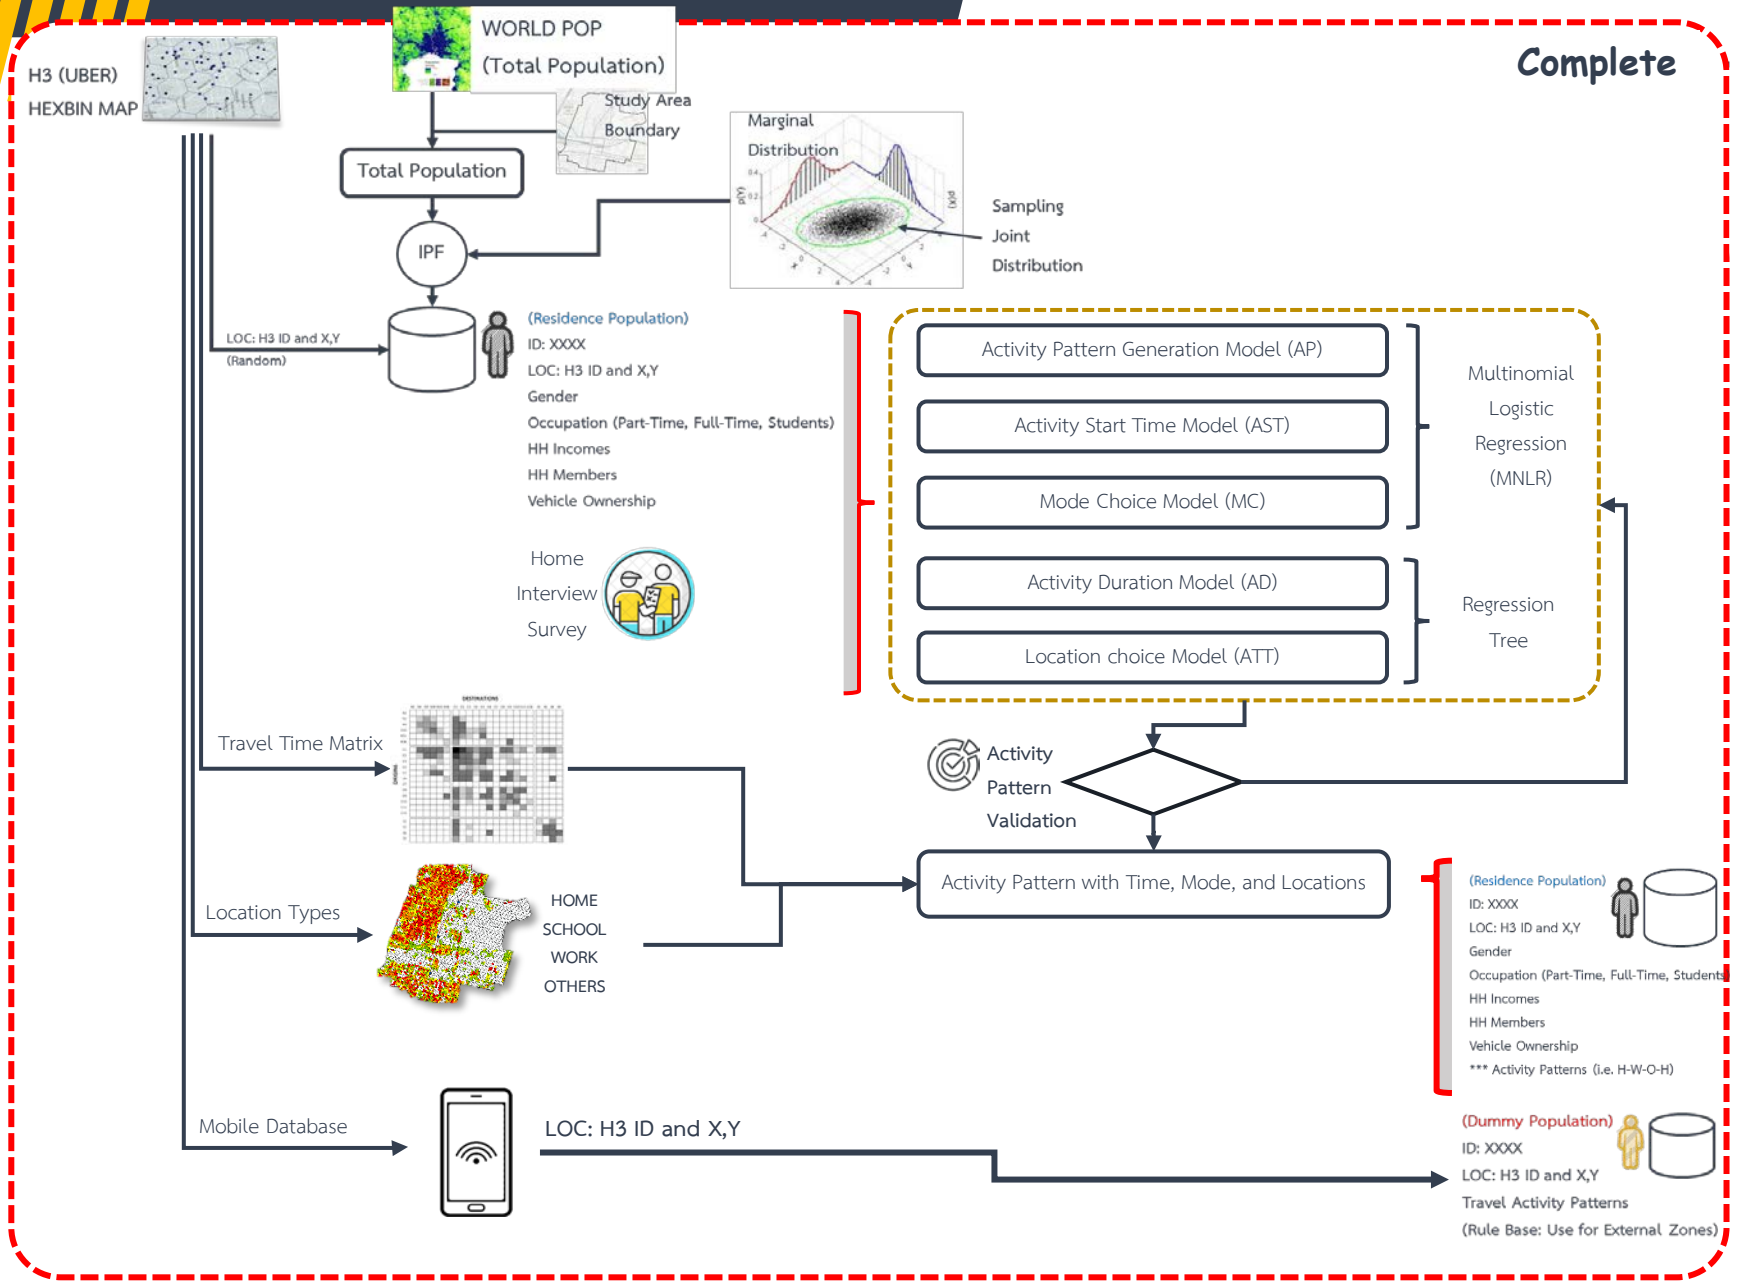 Complete
H3 (UBER)
HEXBIN MAP
WORLD POP
(Total Population)
Study Area
Boundary
Total Population
IPF
Marginal
Distribution
Sampling
Joint
Distribution
LOC: H3 ID and X,Y
(Random)
(Residence Population)
ID: XXXX
LOC: H3 ID and X,Y
Gender
Occupation (Part-Time, Full-Time, Students)
HH Incomes
HH Members
Vehicle Ownership
Home
Interview
Survey
Activity Pattern Generation Model (AP)
Activity Start Time Model (AST)
Mode Choice Model (MC)
Activity Duration Model (AD)
Location choice Model (ATT)
Multinomial
Logistic
Regression
(MNLR)
Regression
Tree
Travel Time Matrix
DESTINATIONS
Activity
Pattern
Validation
Activity Pattern with Time, Mode, and Locations
Location Types
HOME
SCHOOL
WORK
OTHERS
(Residence Population)
ID: XXXX
LOC: H3 ID and X,Y
Gender
Occupation (Part-Time, Full-Time, Students)
HH Incomes
HH Members
Vehicle Ownership
*** Activity Patterns (i.e. H-W-O-H)
Mobile Database
LOC: H3 ID and X,Y
(Dummy Population)
ID: XXXX
LOC: H3 ID and X,Y
Travel Activity Patterns
(Rule Base: Use for External Zones)